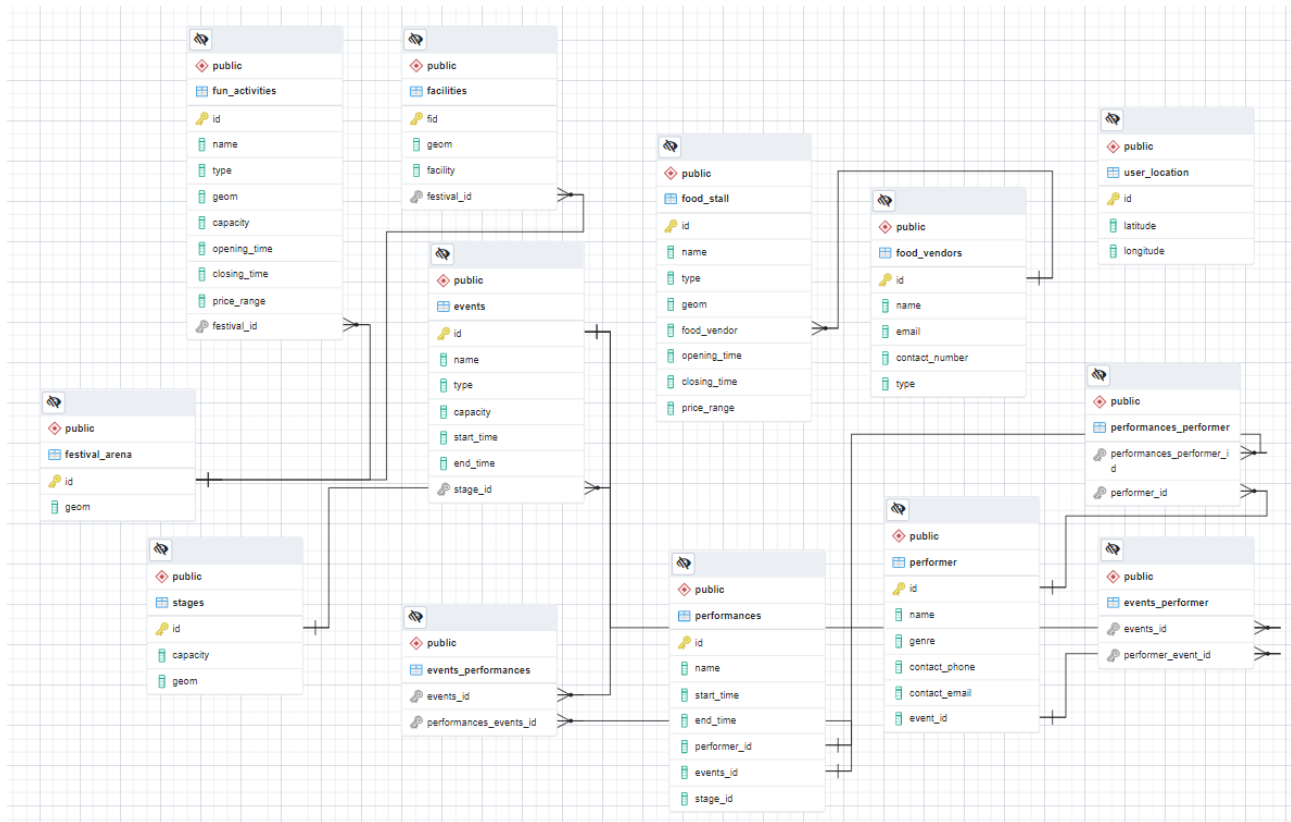 public
fun_activities
id
name
type
geom
capacity
opening_time
closing_time
price_range
festival_id
public
facilities
fid
geom
facility
festival_id
public
events
id
name
type
capacity
start_time
end_time
stage_id
public
food_stall
id
name
type
geom
food_vendor
opening_time
closing_time
price_range
public
food_vendors
id
name
email
contact_number
type
public
user_location
id
latitude
longitude
public
festival_arena
id
geom
public
stages
id
capacity
geom
public
events_performances
events_id
performances_events_id
public
performances
id
name
start_time
end_time
performer_id
events_id
stage_id
public
performer
id
name
genre
contact_phone
contact_email
event_id
public
performances_performer
performances_performer_i
d
performer_id
public
events_performer
events_id
performer_event_id